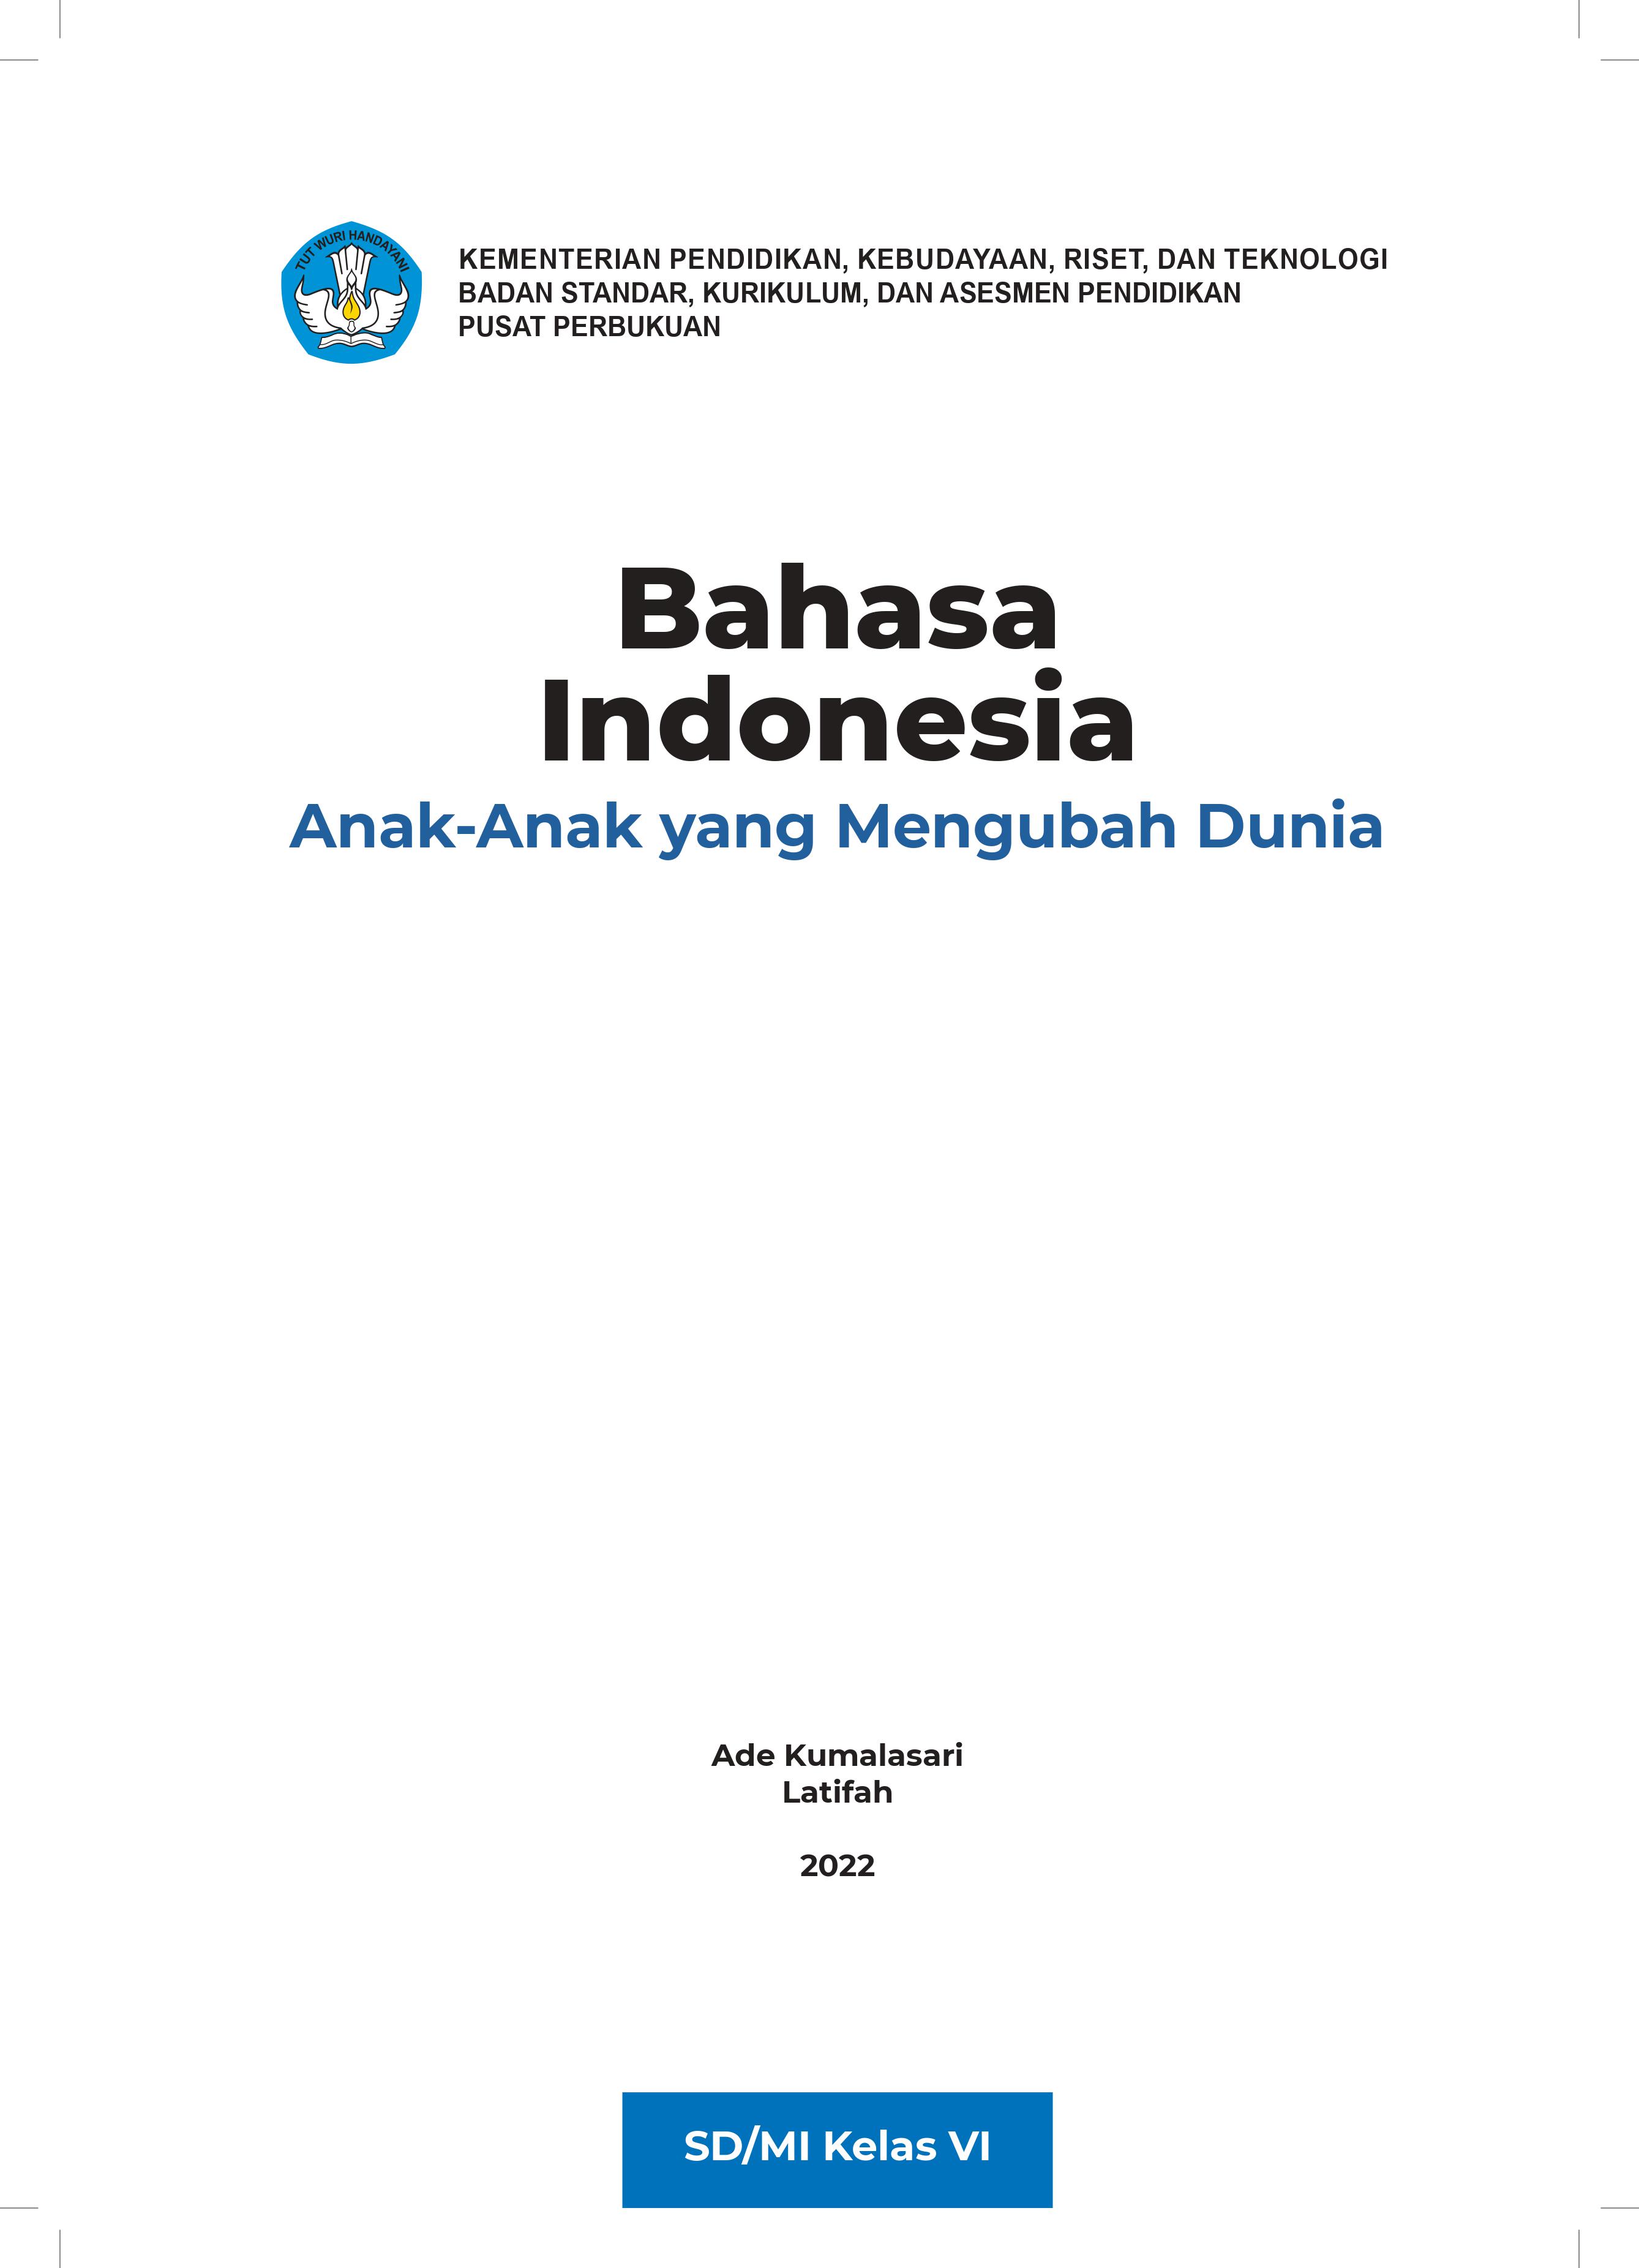 TUT WURI HANDAYANI
KEMENTERIAN PENDIDIKAN, KEBUDAYAAN, RISET, DAN TEKNOLOGI
BADAN STANDAR, KURIKULUM, DAN ASESMEN PENDIDIKAN
PUSAT PERBUKUAN
Bahasa
Indonesia
Anak-Anak yang Mengubah Dunia
Ade Kumalasari
Latifah
2022
SD/MI Kelas VI